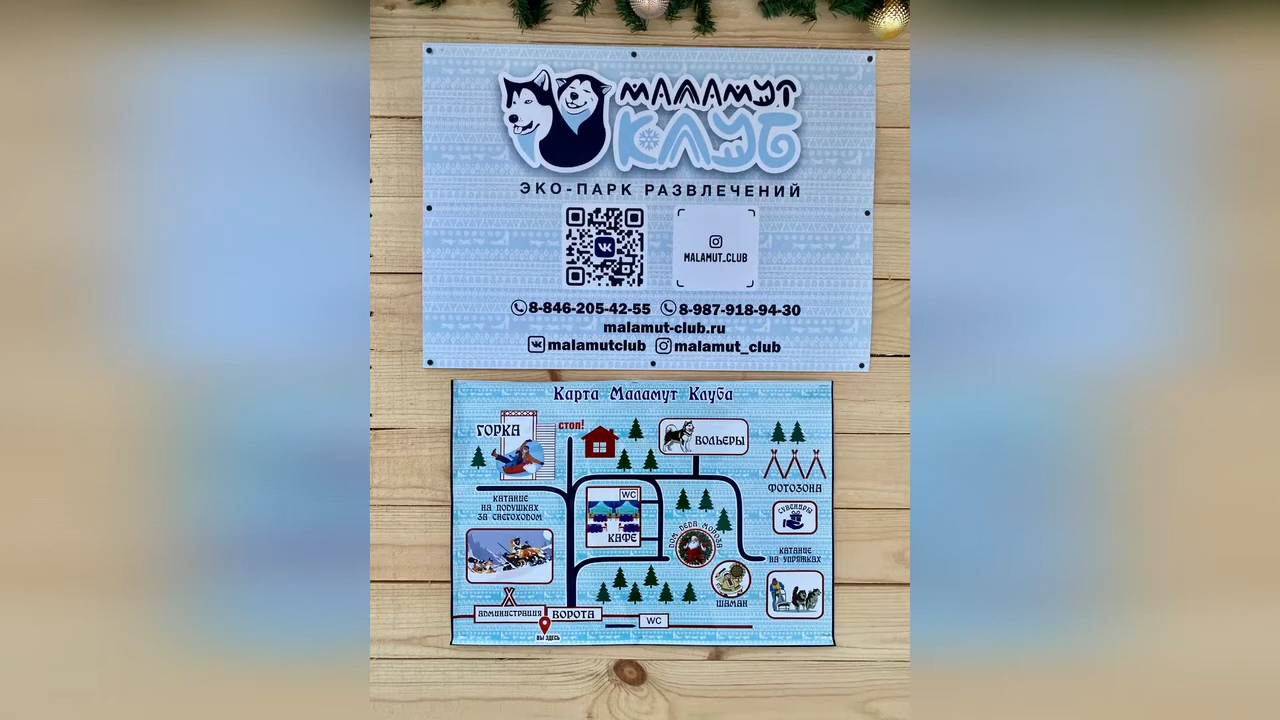 МАЛАМУТ
КЛУБ
ЭКО-ПАРК РАЗВЛЕЧЕНИЙ
VK
MALAMUT_CLUB
8-846-205-42-55 8-987-918-94-30
malamut-club.ru
malamutclub malamut_club
Карта Маламут Клуба
ГОРКА
СТОП!
ВОЛЬЕРЫ
ФОТОЗОНА
КАТАНИЕ
НА ПОДУШКАХ
ЗА СНЕГОХОДОМ
WC
КАФЕ
ДОМ ДЕДА МОРОЗА
СУВЕНИРЫ
КАТАНИЕ
НА УПРЯЖКАХ
ШАМАН
АДМИНИСТРАЦИЯ
ВОРОТА
WC
ВЫ ЗДЕСЬ